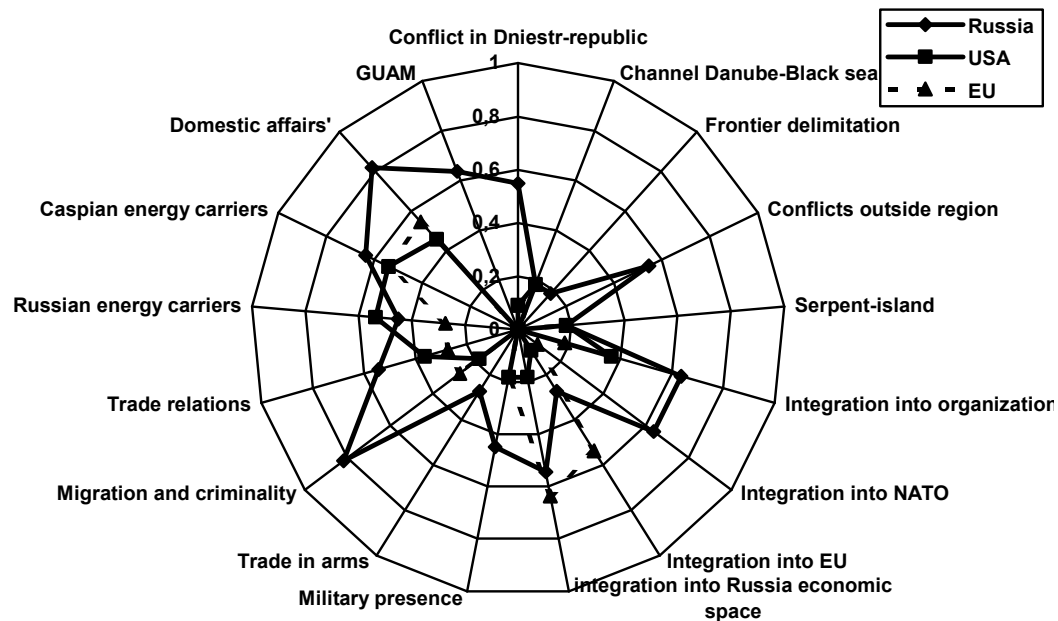 Russia
USA
EU
Conflict in Dniestr-republic
Channel Danube-Black sea
Frontier delimitation
Conflicts outside region
Serpent-island
Integration into organization
Integration into NATO
Integration into EU
integration into Russia economic
space
Military presence
Trade in arms
Migration and criminality
Trade relations
Russian energy carriers
Caspian energy carriers
Domestic affairs'
GUAM
1
0,8
0,6
0,4
0,2
0